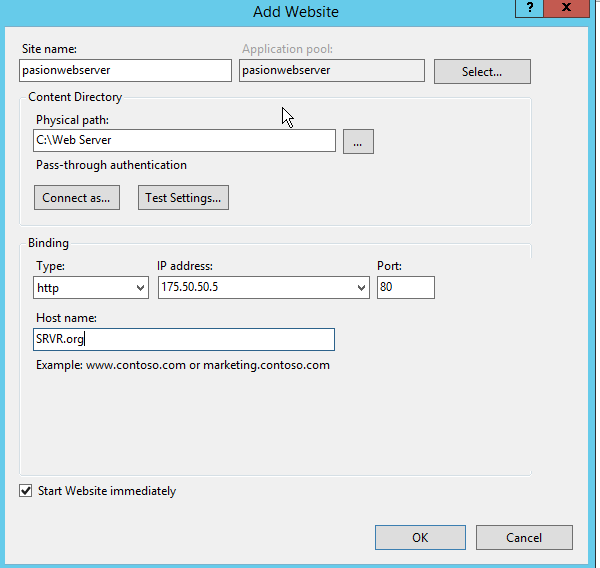 Add Website
? x
Site name: Application pool:
pasionwebserver pasionwebserver Select...
Content Directory
Physical path:
C:\Web Server ...
Pass-through authentication
Connect as... Test Settings...
Binding
Type: IP address: Port:
http 175.50.50.5 80
Host name:
SRVR.org
Example: www.contoso.com or marketing.contoso.com
Start Website immediately
OK Cancel